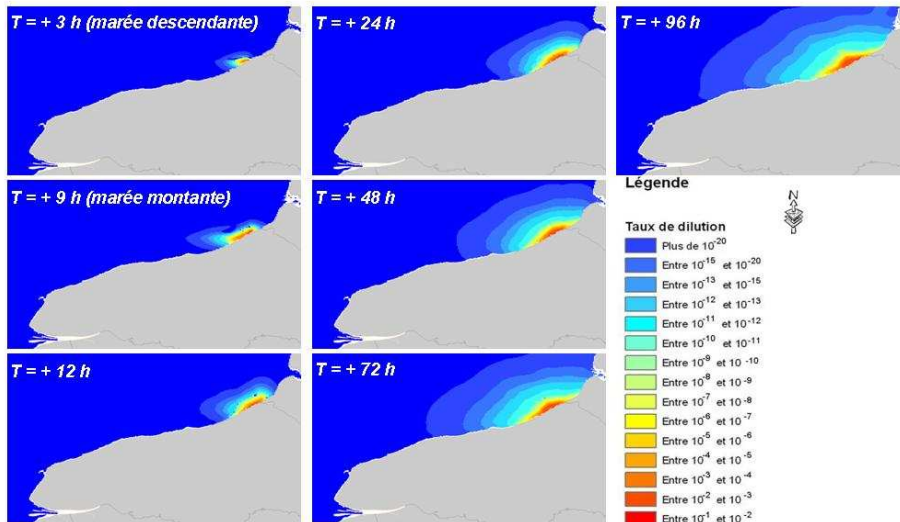 T = + 3 h (marée descendante)
T = + 24 h
T = + 96 h
T = + 9 h (marée montante)
T = + 48 h
T = + 12 h
T = + 72 h
Légende
N
Taux de dilution
Plus de 10⁻²⁰
Entre 10⁻¹⁵ et 10⁻²⁰
Entre 10⁻¹³ et 10⁻¹⁵
Entre 10⁻¹² et 10⁻¹³
Entre 10⁻¹¹ et 10⁻¹²
Entre 10⁻¹⁰ et 10⁻¹¹
Entre 10⁻⁹ et 10⁻¹⁰
Entre 10⁻⁸ et 10⁻⁹
Entre 10⁻⁷ et 10⁻⁸
Entre 10⁻⁶ et 10⁻⁷
Entre 10⁻⁵ et 10⁻⁶
Entre 10⁻⁴ et 10⁻⁵
Entre 10⁻³ et 10⁻⁴
Entre 10⁻² et 10⁻³
Entre 10⁻¹ et 10⁻²